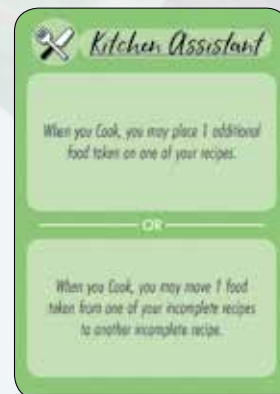 Kitchen Assistant
When you Cook, you may place 1 additional
food token on one of your recipes.
OR
When you Cook, you may move 1 food
token from one of your incomplete recipes
to another incomplete recipe.